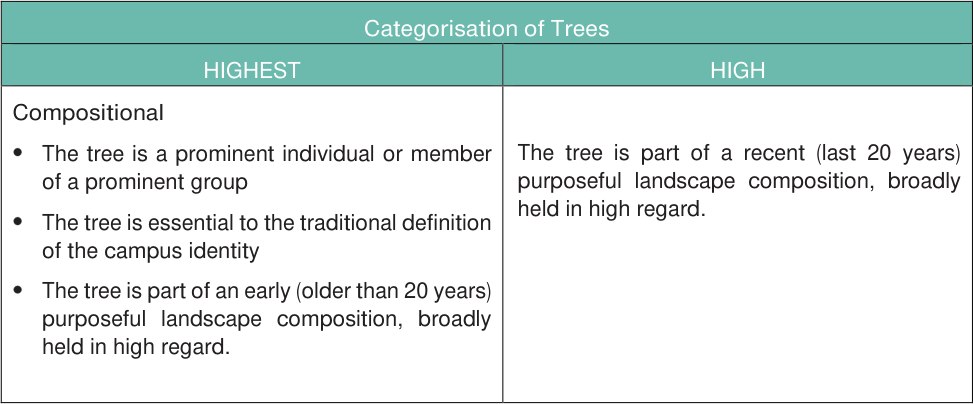 Categorisation of Trees
HIGHEST
HIGH
Compositional
• The tree is a prominent individual or member
of a prominent group
• The tree is essential to the traditional definition
of the campus identity
• The tree is part of an early (older than 20 years)
purposeful landscape composition, broadly
held in high regard.
The tree is part of a recent (last 20 years)
purposeful landscape composition, broadly
held in high regard.